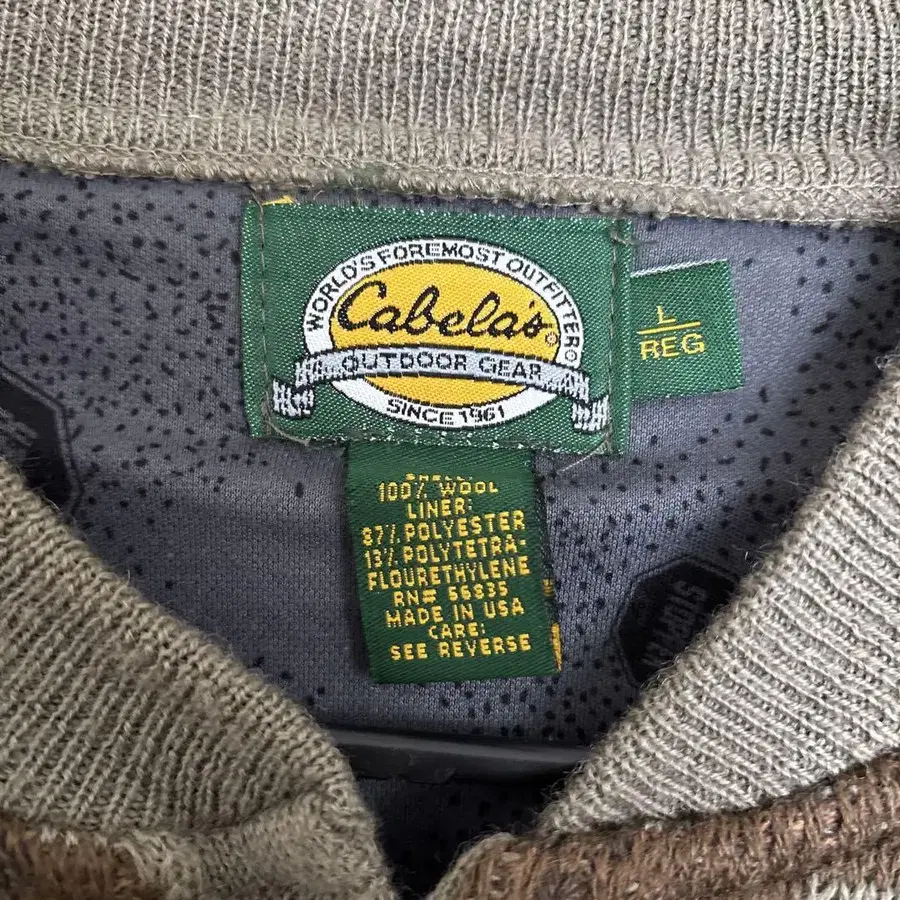 WORLD'S FOREMOST OUTFITTER®
Cabela's®
OUTDOOR GEAR
SINCE 1961
L
REG
SHELL:
100% WOOL
LINER:
87% POLYESTER
13% POLYTETRA-
FLOURETHYLENE
RN# 56835
MADE IN USA
CARE:
SEE REVERSE